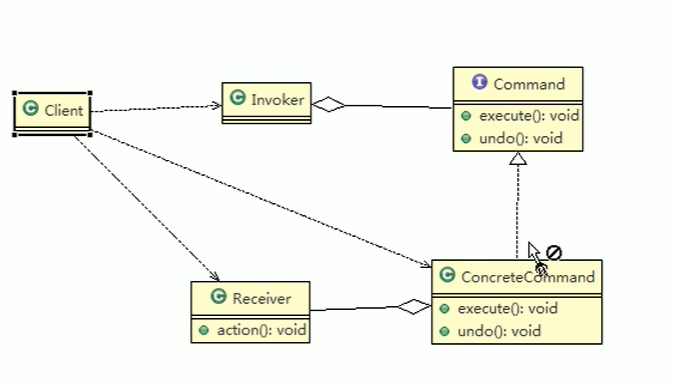 Client
Invoker
Command
execute(): void
undo(): void
Receiver
action(): void
ConcreteCommand
execute(): void
undo(): void